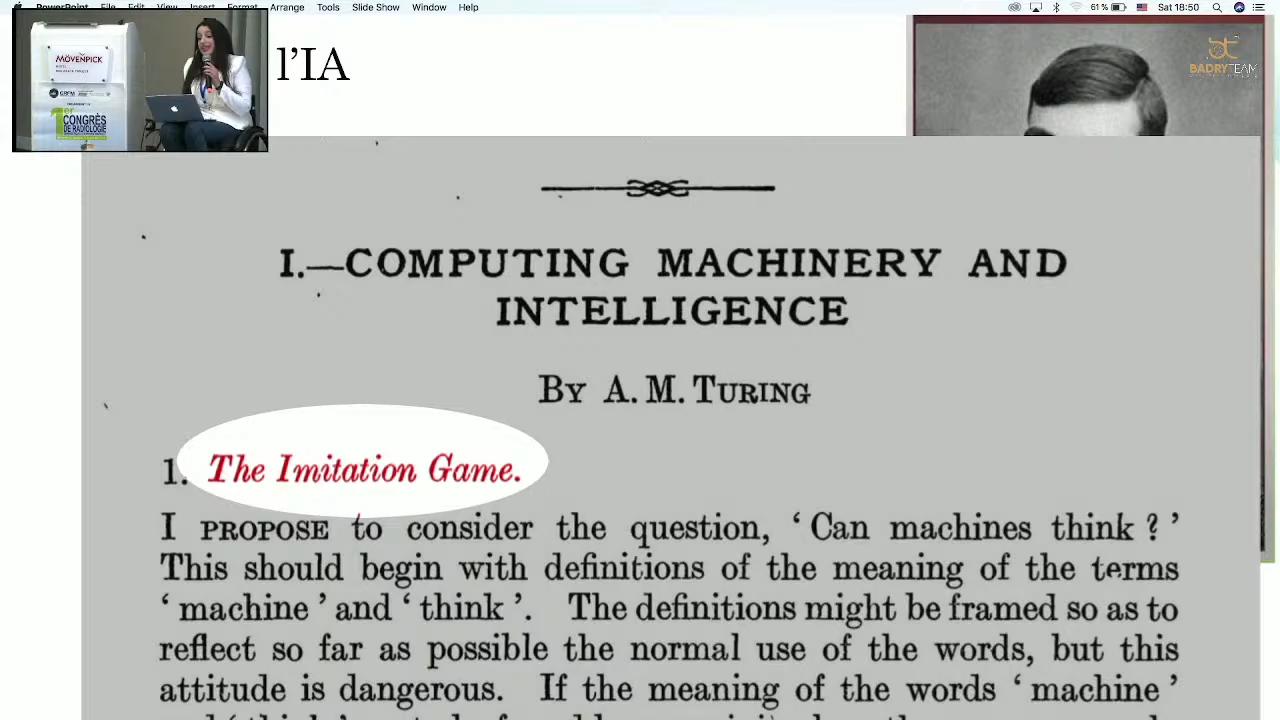 PowerPoint File Edit View Insert Format Arrange Tools Slide Show Window Help
61 % Sat 18:50
MÖVENPICK
1er
CONGRÈS
DE RADIOLOGIE
l’IA
BADRYTEAM
I.—COMPUTING MACHINERY AND
INTELLIGENCE
By A. M. Turing
1. The Imitation Game.
I PROPOSE to consider the question, ‘ Can machines think ? ’
This should begin with definitions of the meaning of the terms
‘ machine ’ and ‘ think ’. The definitions might be framed so as to
reflect so far as possible the normal use of the words, but this
attitude is dangerous. If the meaning of the words ‘ machine ’